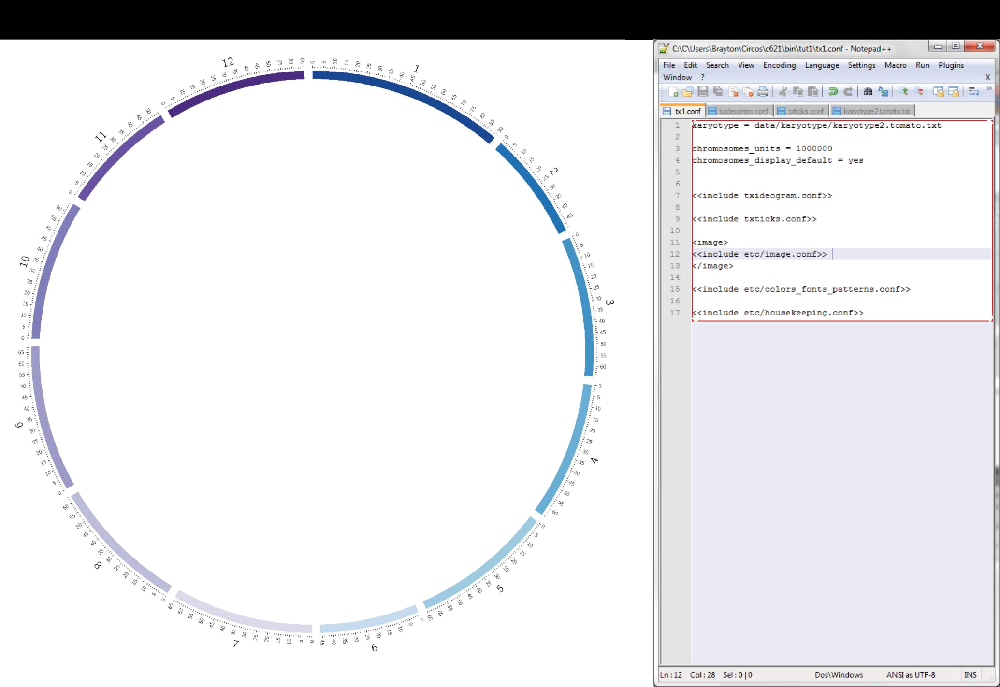 12
0 5 10 15 20 25 30 35 40 45 50 55 60 65
1
0 5 10 15 20 25 30 35 40 45 50 55 60 65 70 75 80 85 90
2
0 5 10 15 20 25 30 35 40 45
3
0 5 10 15 20 25 30 35 40 45 50 55 60
4
0 5 10 15 20 25 30 35 40 45 50 55 60
5
0 5 10 15 20 25 30 35 40 45 50 55 60 65
6
0 5 10 15 20 25 30 35 40 45
7
0 5 10 15 20 25 30 35 40 45 50 55 60 65
8
0 5 10 15 20 25 30 35 40 45 50 55 60
9
0 5 10 15 20 25 30 35 40 45 50 55 60 65
10
0 5 10 15 20 25 30 35 40 45 50 55 60
11
0 5 10 15 20 25 30 35 40 45 50
C:\C\Users\Brayton\Circos\c621\bin\tut1\tx1.conf - Notepad++
File Edit Search View Encoding Language Settings Macro Run Plugins
Window ? X
tx1.conf txideogram.conf txticks.conf karyotype2.tomato.txt
1 karyotype = data/karyotype/karyotype2.tomato.txt
2
3 chromosomes_units = 1000000
4 chromosomes_display_default = yes
5
6
7 <<include txideogram.conf>>
8
9 <<include txticks.conf>>
10
11 <image>
12 <<include etc/image.conf>>
13 </image>
14
15 <<include etc/colors_fonts_patterns.conf>>
16
17 <<include etc/housekeeping.conf>>
Ln : 12 Col : 28 Sel : 0 | 0 Dos\Windows ANSI as UTF-8 INS